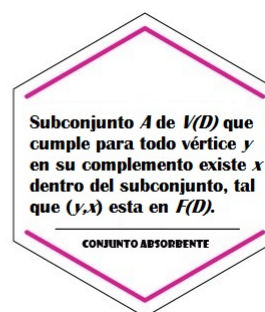 Subconjunto A de V(D) que
cumple para todo vértice y
en su complemento existe x
dentro del subconjunto, tal
que (y,x) esta en F(D).
CONJUNTO ABSORBENTE